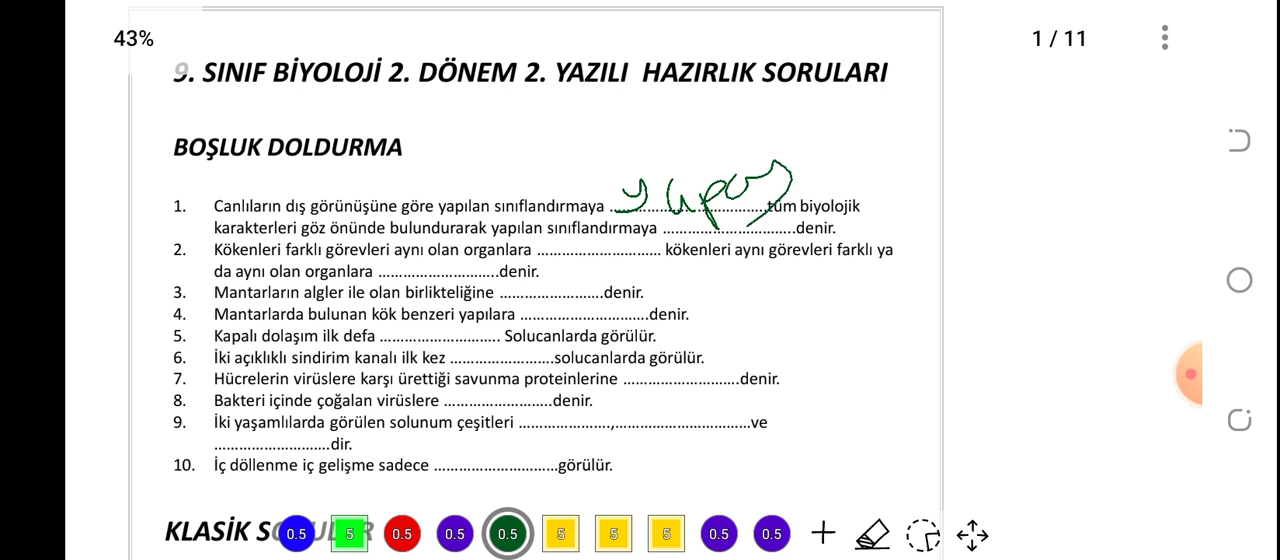 43%
1 / 11
9. SINIF BİYOLOJİ 2. DÖNEM 2. YAZILI HAZIRLIK SORULARI
BOŞLUK DOLDURMA
yapay
1. Canlıların dış görünüşüne göre yapılan sınıflandırmaya ……………………………….tüm biyolojik
karakterleri göz önünde bulundurarak yapılan sınıflandırmaya …………………………..denir.
2. Kökenleri farklı görevleri aynı olan organlara ………………………… kökenleri aynı görevleri farklı ya
da aynı olan organlara ………………………..denir.
3. Mantarların algler ile olan birlikteliğine …………………….denir.
4. Mantarlarda bulunan kök benzeri yapılara ………………………….denir.
5. Kapalı dolaşım ilk defa ……………………….. Solucanlarda görülür.
6. İki açıklıklı sindirim kanalı ilk kez …………………….solucanlarda görülür.
7. Hücrelerin virüslere karşı ürettiği savunma proteinlerine ……………………….denir.
8. Bakteri içinde çoğalan virüslere ……………………..denir.
9. İki yaşamlılarda görülen solunum çeşitleri ………………….,……………………………ve
……………………….dir.
10. İç döllenme iç gelişme sadece …………………………görülür.
KLASİK SORULAR
0.5 5 0.5 0.5 0.5 5 5 5 0.5 0.5